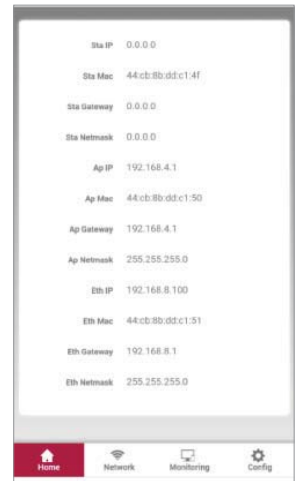 Sta IP 0.0.0.0
Sta Mac 44:cb:8b:dd:c1:4f
Sta Gateway 0.0.0.0
Sta Netmask 0.0.0.0
Ap IP 192.168.4.1
Ap Mac 44:cb:8b:dd:c1:50
Ap Gateway 192.168.4.1
Ap Netmask 255.255.255.0
Eth IP 192.168.8.100
Eth Mac 44:cb:8b:dd:c1:51
Eth Gateway 192.168.8.1
Eth Netmask 255.255.255.0
Home Network Monitoring Config